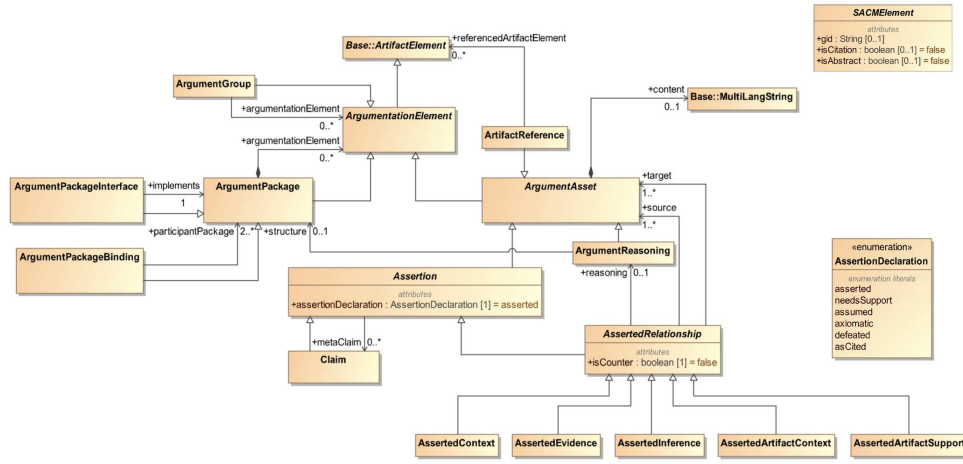 SACMElement
attributes
+gid : String [0..1]
+isCitation : boolean [0..1] = false
+isAbstract : boolean [0..1] = false
Base::ArtifactElement
+referencedArtifactElement
0..*
ArgumentGroup
+argumentationElement
0..*
ArgumentationElement
ArtifactReference
+content
0..1
Base::MultiLangString
+argumentationElement
0..*
ArgumentPackageInterface
+implements
1
ArgumentPackage
ArgumentAsset
+target
1..*
+source
1..*
+participantPackage
2..*
+structure
0..1
ArgumentPackageBinding
ArgumentReasoning
+reasoning
0..1
Assertion
attributes
+assertionDeclaration : AssertionDeclaration [1] = asserted
+metaClaim
0..*
Claim
AssertedRelationship
attributes
+isCounter : boolean [1] = false
«enumeration»
AssertionDeclaration
enumeration literals
asserted
needsSupport
assumed
axiomatic
defeated
asCited
AssertedContext
AssertedEvidence
AssertedInference
AssertedArtifactContext
AssertedArtifactSupport